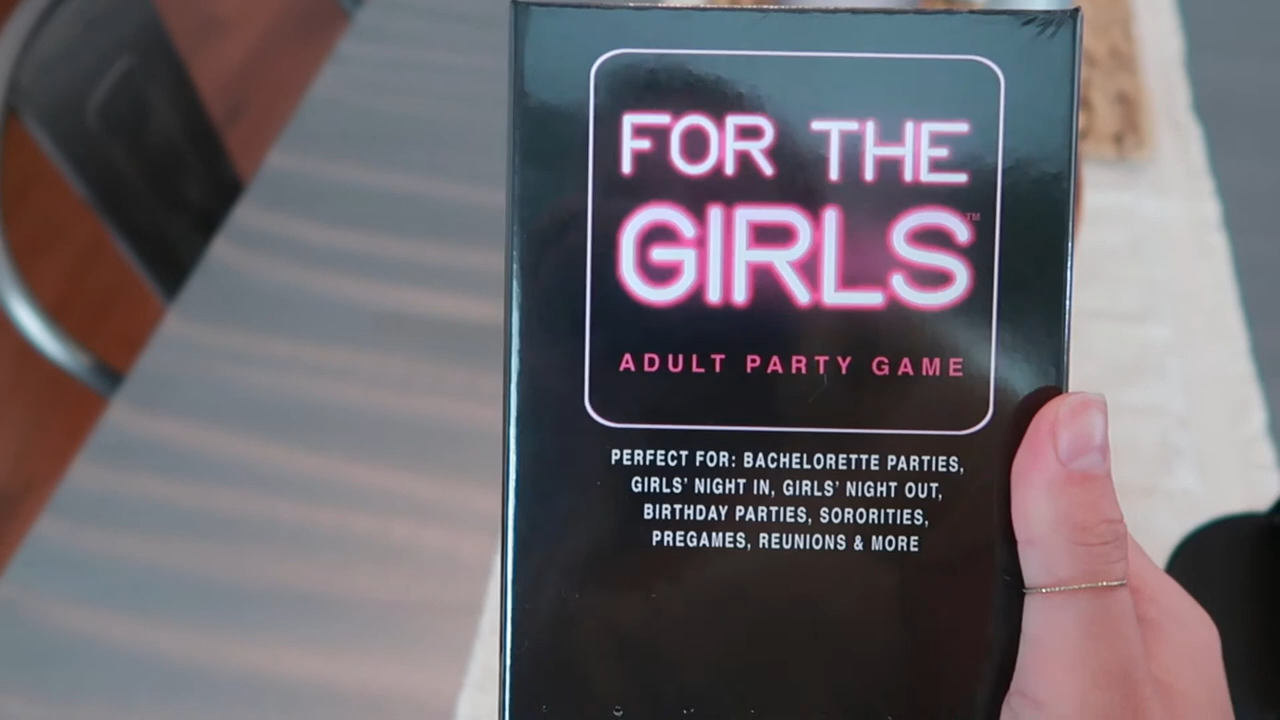 FOR THE
GIRLS™
ADULT PARTY GAME
PERFECT FOR: BACHELORETTE PARTIES,
GIRLS' NIGHT IN, GIRLS' NIGHT OUT,
BIRTHDAY PARTIES, SORORITIES,
PREGAMES, REUNIONS & MORE